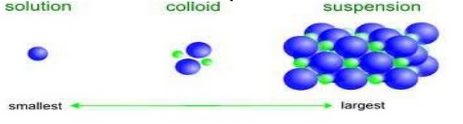 solution colloid suspension
smallest largest